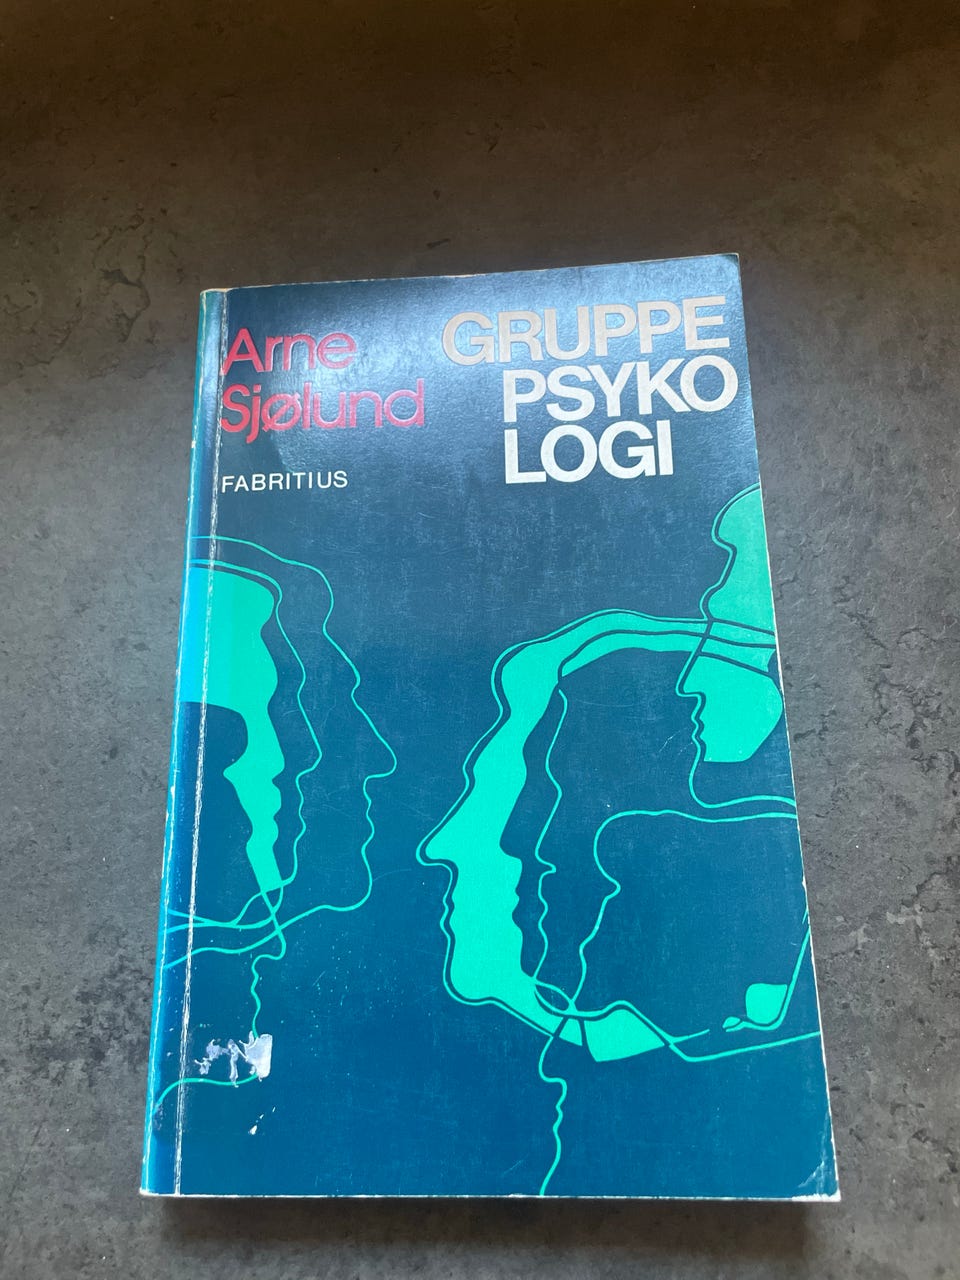 Arne
Sjølund
FABRITIUS
GRUPPE
PSYKO
LOGI